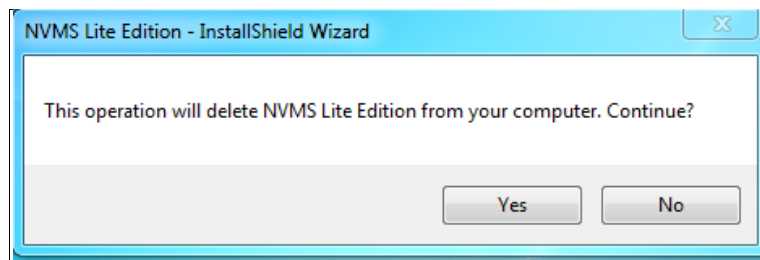 NVMS Lite Edition - InstallShield Wizard
This operation will delete NVMS Lite Edition from your computer. Continue?
Yes
No